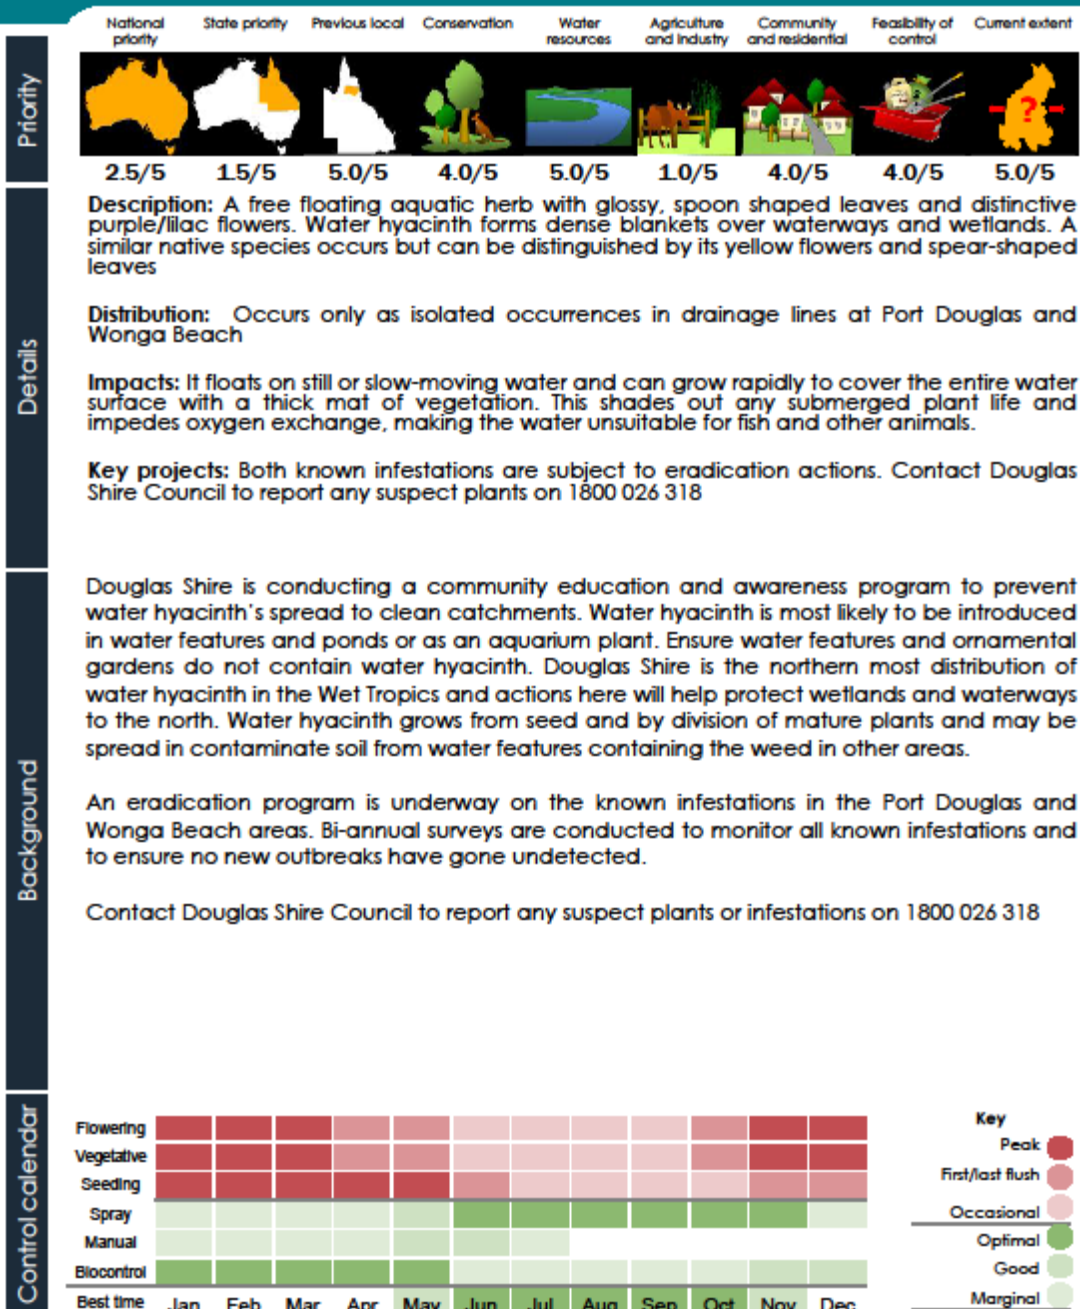 National priority
State priority
Previous local
Conservation
Water resources
Agriculture and industry
Community and residential
Feasibility of control
Current extent
Priority
?
2.5/5 1.5/5 5.0/5 4.0/5 5.0/5 1.0/5 4.0/5 4.0/5 5.0/5
Details
Description: A free floating aquatic herb with glossy, spoon shaped leaves and distinctive
purple/lilac flowers. Water hyacinth forms dense blankets over waterways and wetlands. A
similar native species occurs but can be distinguished by its yellow flowers and spear-shaped
leaves
Distribution: Occurs only as isolated occurrences in drainage lines at Port Douglas and
Wonga Beach
Impacts: It floats on still or slow-moving water and can grow rapidly to cover the entire water
surface with a thick mat of vegetation. This shades out any submerged plant life and
impedes oxygen exchange, making the water unsuitable for fish and other animals.
Key projects: Both known infestations are subject to eradication actions. Contact Douglas
Shire Council to report any suspect plants on 1800 026 318
Background
Douglas Shire is conducting a community education and awareness program to prevent
water hyacinth's spread to clean catchments. Water hyacinth is most likely to be introduced
in water features and ponds or as an aquarium plant. Ensure water features and ornamental
gardens do not contain water hyacinth. Douglas Shire is the northern most distribution of
water hyacinth in the Wet Tropics and actions here will help protect wetlands and waterways
to the north. Water hyacinth grows from seed and by division of mature plants and may be
spread in contaminate soil from water features containing the weed in other areas.
An eradication program is underway on the known infestations in the Port Douglas and
Wonga Beach areas. Bi-annual surveys are conducted to monitor all known infestations and
to ensure no new outbreaks have gone undetected.
Contact Douglas Shire Council to report any suspect plants or infestations on 1800 026 318
Control calendar
Flowering
Vegetative
Seeding
Spray
Manual
Biocontrol
Best time Jan Feb Mar Apr May Jun Jul Aug Sep Oct Nov Dec
Key
Peak
First/last flush
Occasional
Optimal
Good
Marginal